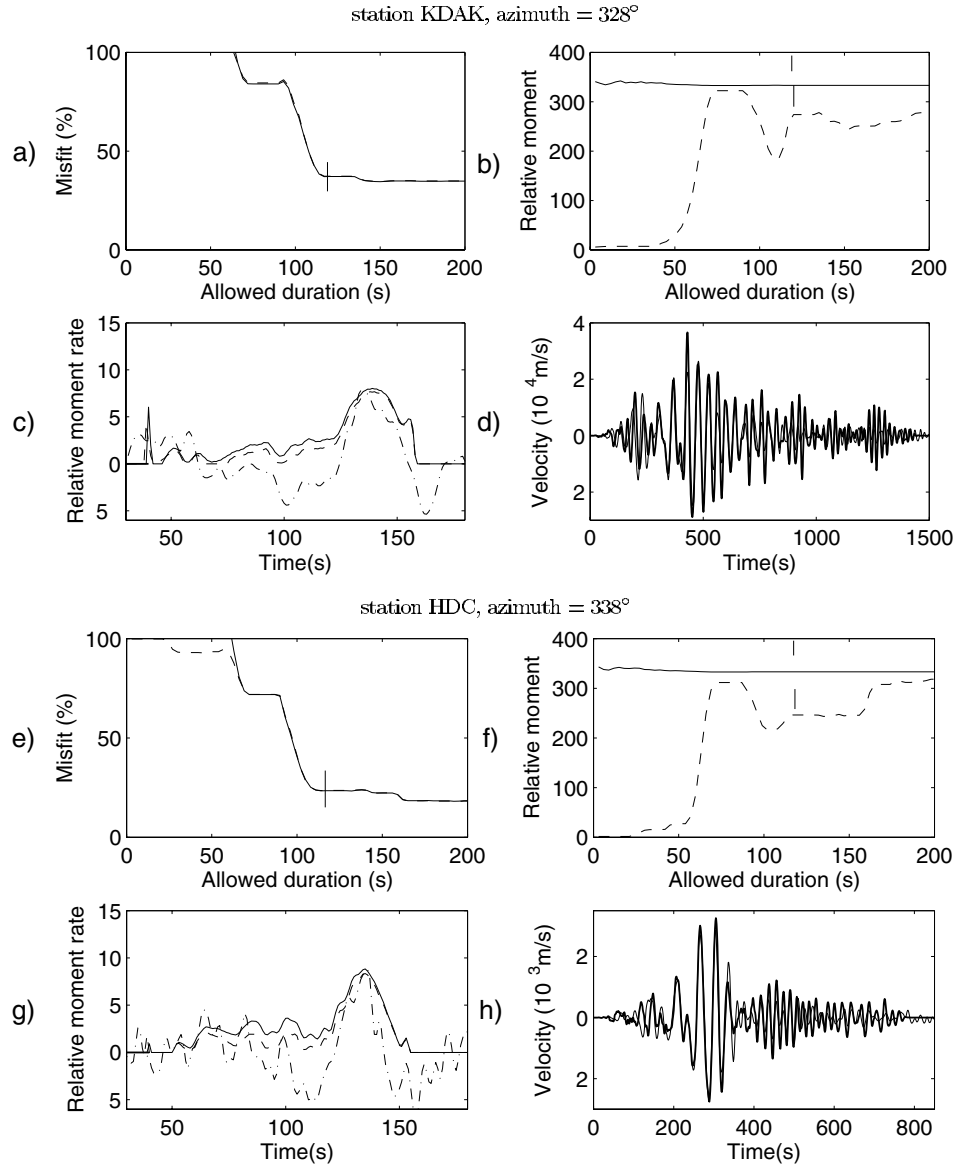 station KDAK, azimuth = 328°
a)
Misfit (%)
100
50
0
0 50 100 150 200
Allowed duration (s)
b)
Relative moment
400
300
200
100
0
0 50 100 150 200
Allowed duration (s)
c)
Relative moment rate
15
10
5
0
5
50 100 150
Time(s)
d)
Velocity (10 4m/s)
4
2
0
2
0 500 1000 1500
Time(s)
station HDC, azimuth = 338°
e)
Misfit (%)
100
50
0
0 50 100 150 200
Allowed duration (s)
f)
Relative moment
400
300
200
100
0
0 50 100 150 200
Allowed duration (s)
g)
Relative moment rate
15
10
5
0
5
50 100 150
Time(s)
h)
Velocity (10 3m/s)
2
0
2
0 200 400 600 800
Time(s)